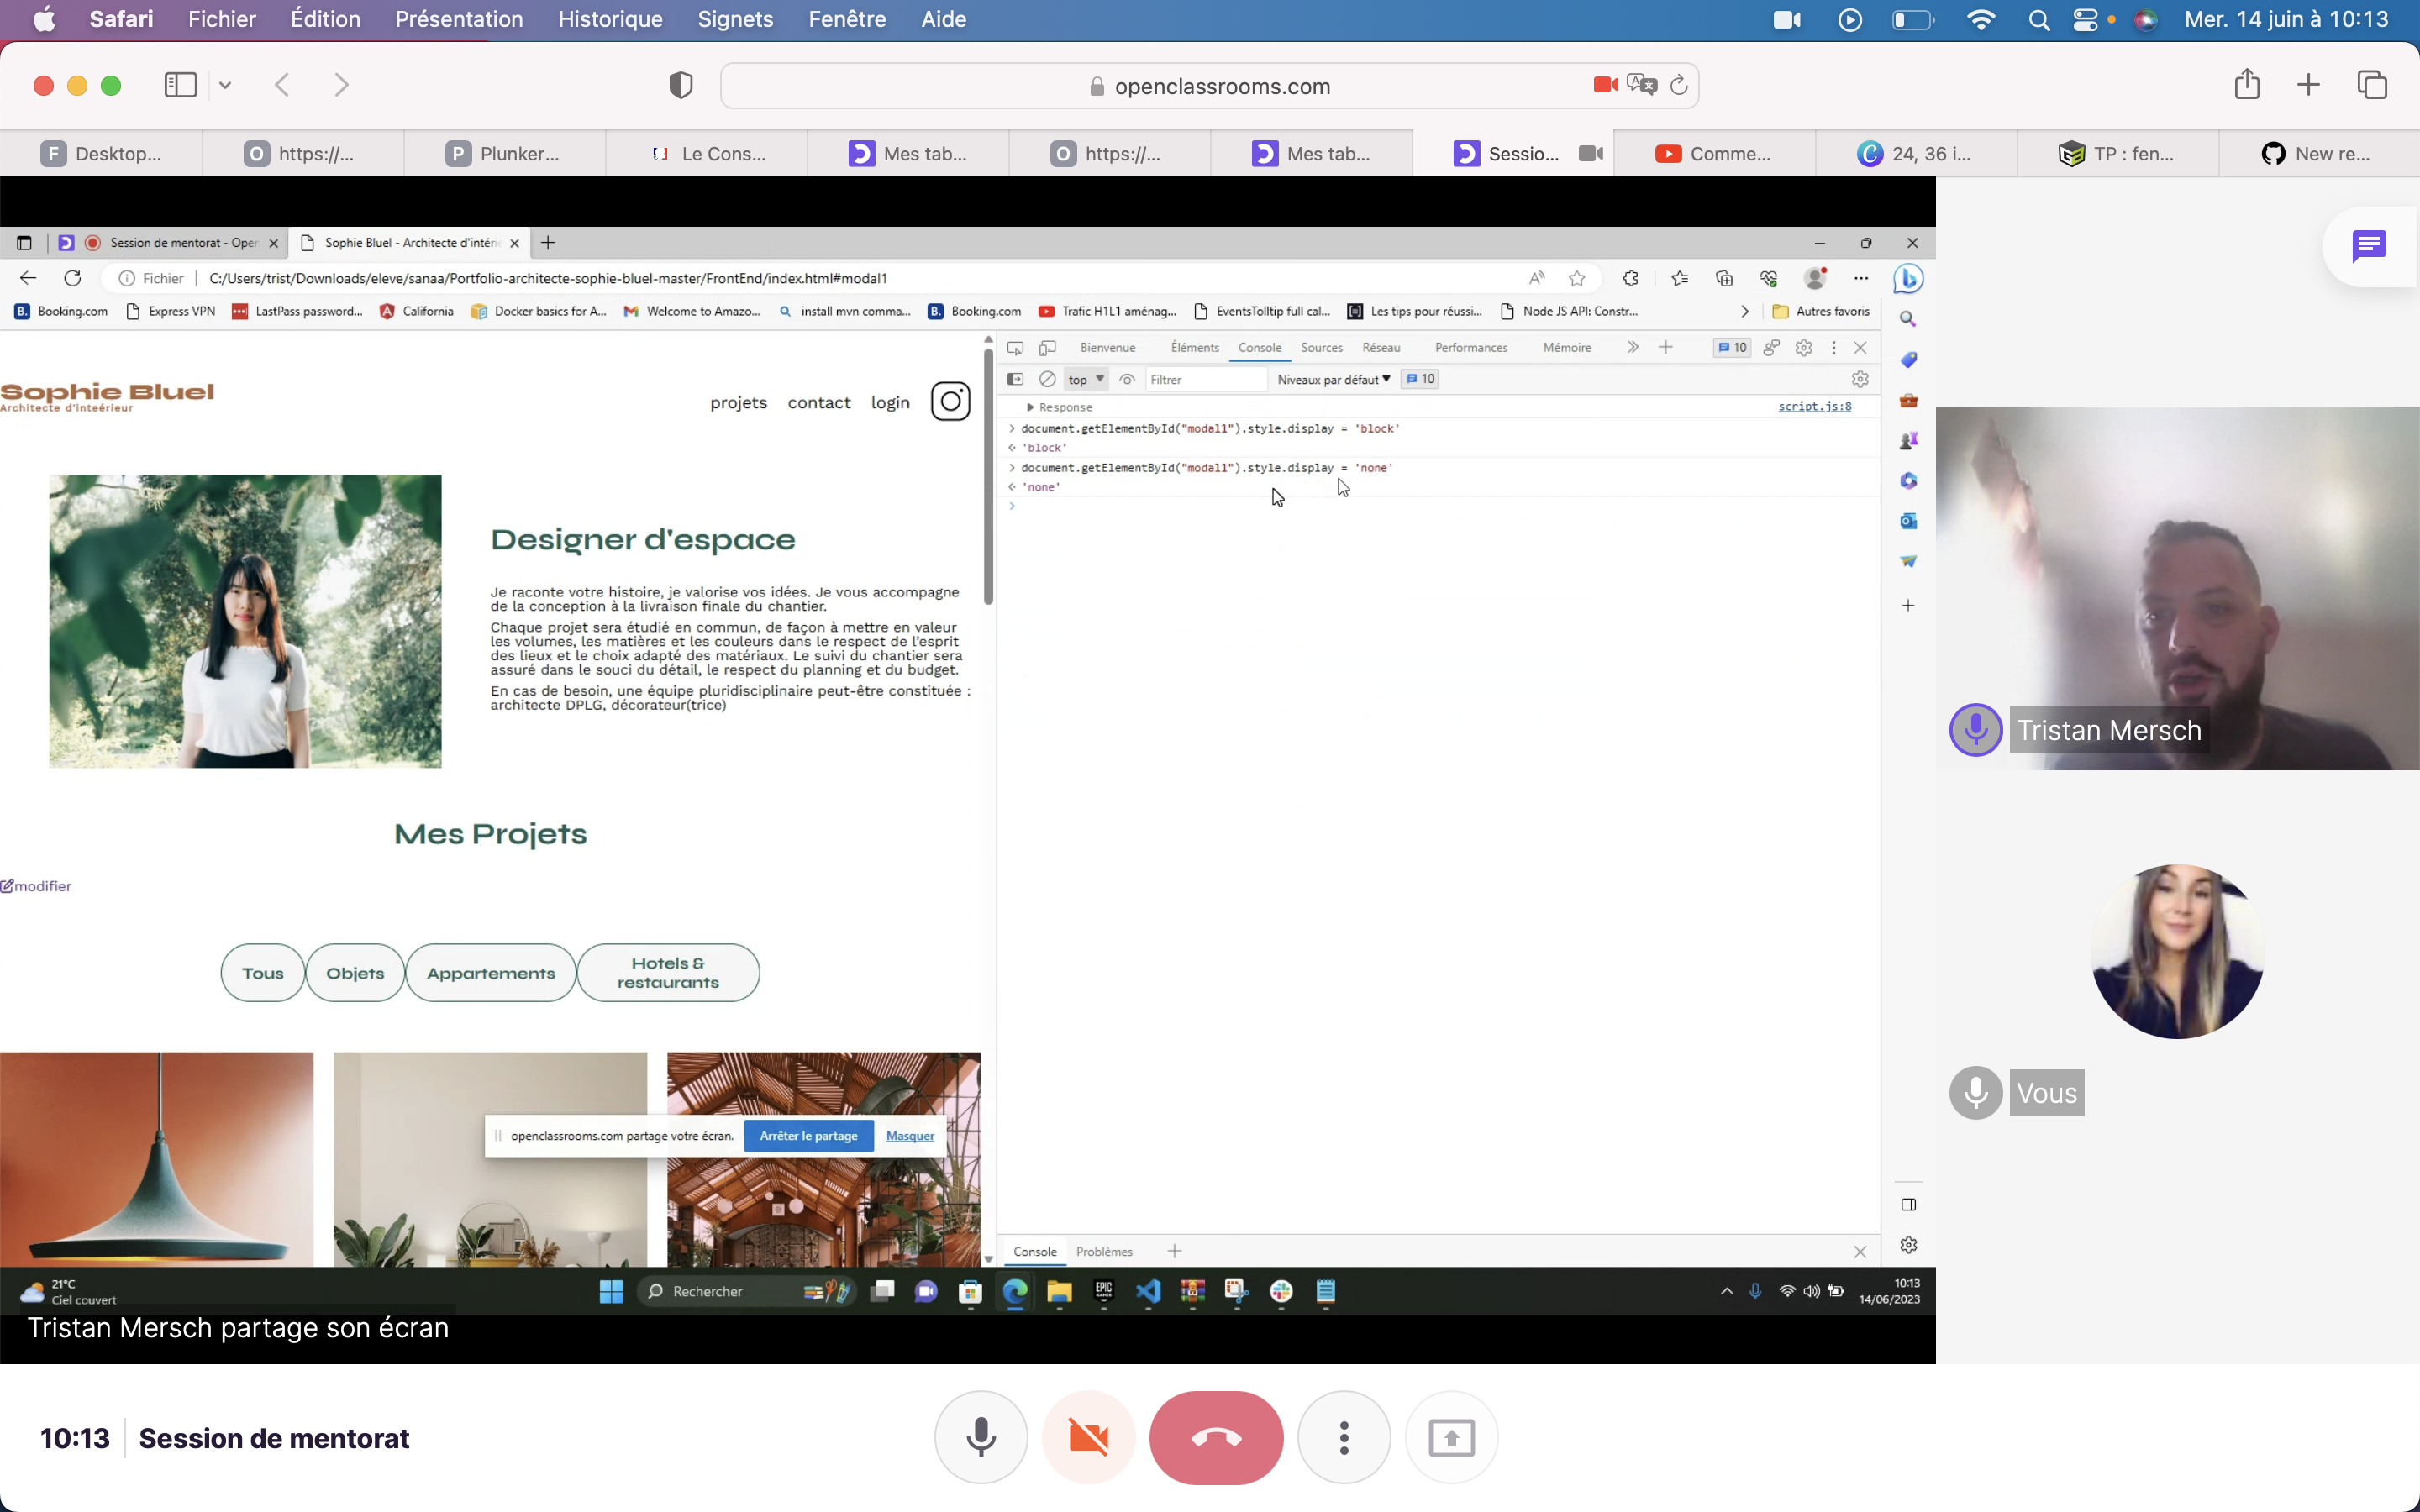 Safari Fichier Édition Présentation Historique Signets Fenêtre Aide Mer. 14 juin à 10:13
openclassrooms.com
F Desktop... O https://... P Plunker... Le Cons... Mes tab... O https://... Mes tab... Sessio... Comme... 24, 36 i... TP : fen... New re...
Session de mentorat - Open Sophie Bluel - Architecte d'intérie
Fichier C:/Users/trist/Downloads/eleve/sanaa/Portfolio-architecte-sophie-bluel-master/FrontEnd/index.html#modal1
Booking.com Express VPN LastPass password... California Docker basics for A... Welcome to Amazo... install mvn comma... Booking.com Trafic H1L1 aménag... EventsTolltip full cal... Les tips pour réussi... Node JS API: Constr... Autres favoris
Bienvenue Éléments Console Sources Réseau Performances Mémoire 10
top Filtrer Niveaux par défaut 10
Response script.js:8
document.getElementById("modal1").style.display = 'block'
'block'
document.getElementById("modal1").style.display = 'none'
'none'
Sophie Bluel
Architecte d'inteérieur
projets contact login
Designer d'espace
Je raconte votre histoire, je valorise vos idées. Je vous accompagne
de la conception à la livraison finale du chantier.
Chaque projet sera étudié en commun, de façon à mettre en valeur
les volumes, les matières et les couleurs dans le respect de l'esprit
des lieux et le choix adapté des matériaux. Le suivi du chantier sera
assuré dans le souci du détail, le respect du planning et du budget.
En cas de besoin, une équipe pluridisciplinaire peut-être constituée :
architecte DPLG, décorateur(trice)
Mes Projets
modifier
Tous Objets Appartements Hotels &
restaurants
openclassrooms.com partage votre écran. Arrêter le partage Masquer
Console Problèmes
21°C
Ciel couvert
Rechercher
10:13
14/06/2023
Tristan Mersch partage son écran
Tristan Mersch
Vous
10:13 Session de mentorat